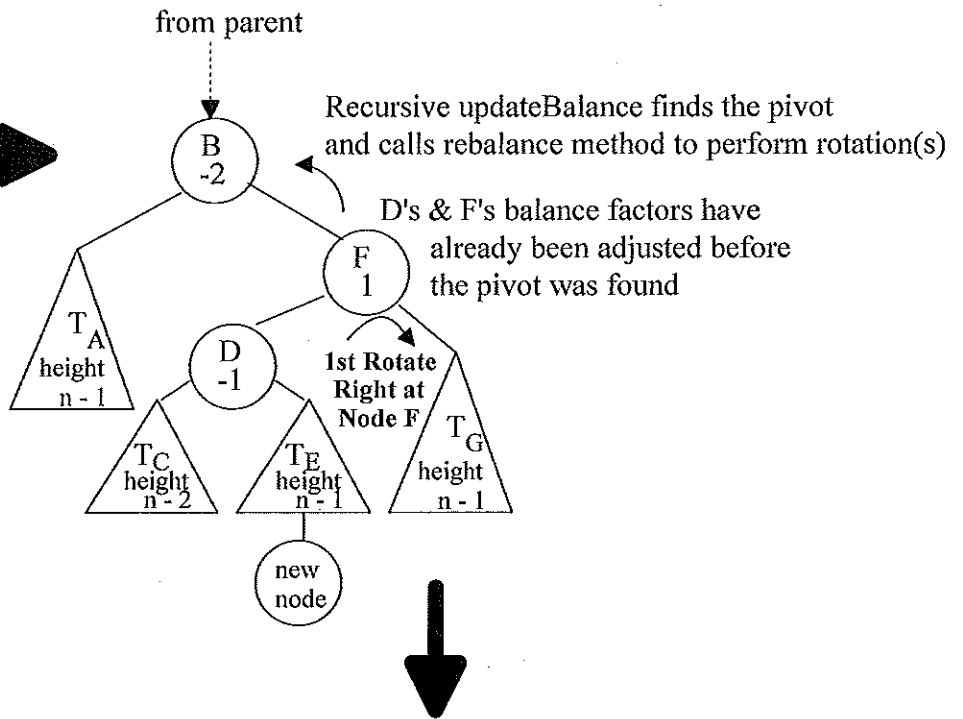 from parent
Recursive updateBalance finds the pivot
and calls rebalance method to perform rotation(s)
B
-2
D's & F's balance factors have
already been adjusted before
the pivot was found
F
1
T A
height
n - 1
D
-1
1st Rotate
Right at
Node F
T C
height
n - 2
T E
height
n - 1
T G
height
n - 1
new
node